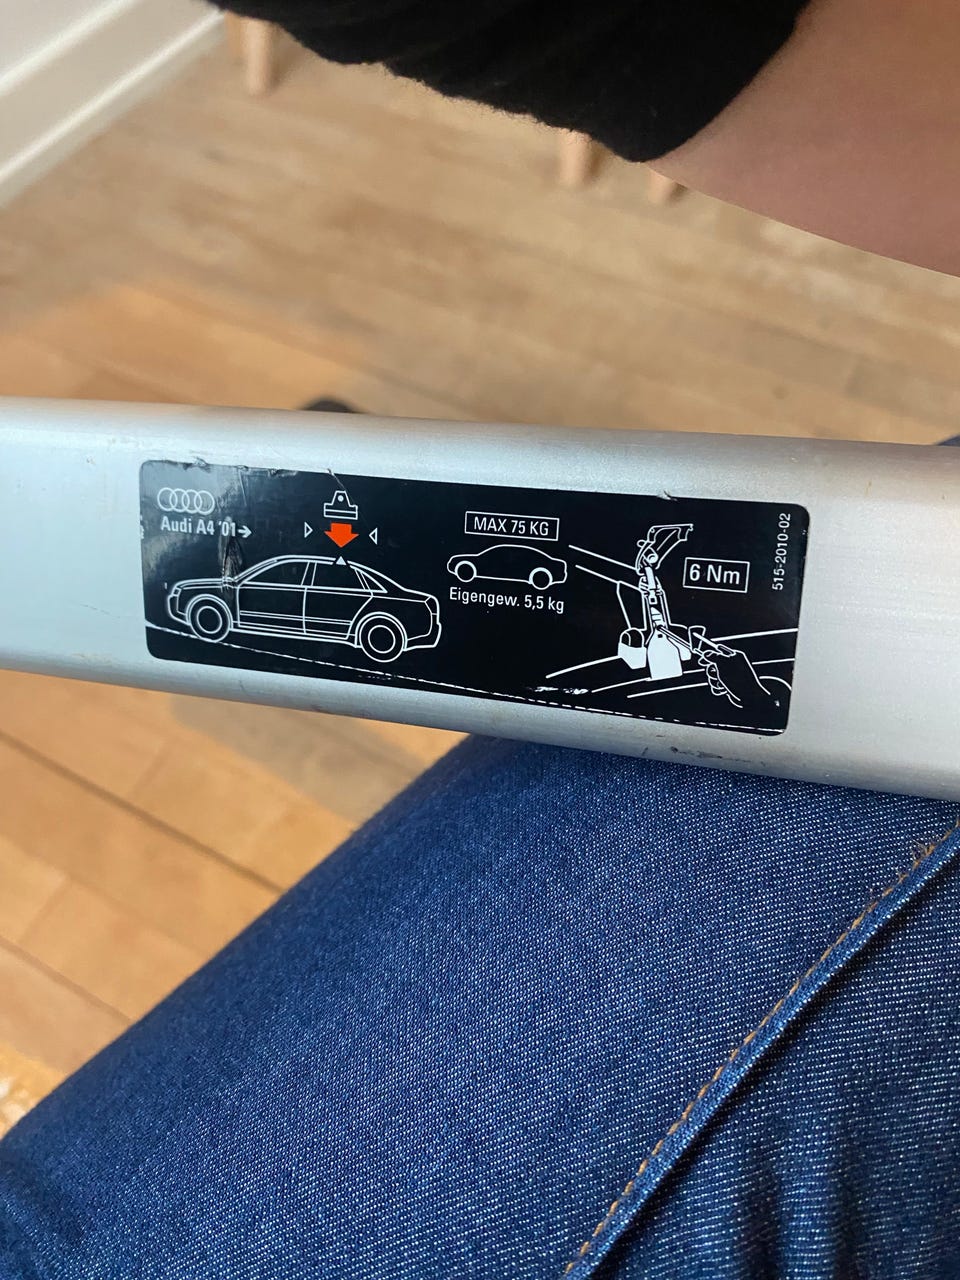 Audi A4 '01→
MAX 75 KG
Eigengew. 5,5 kg
6 Nm
515-2010-02